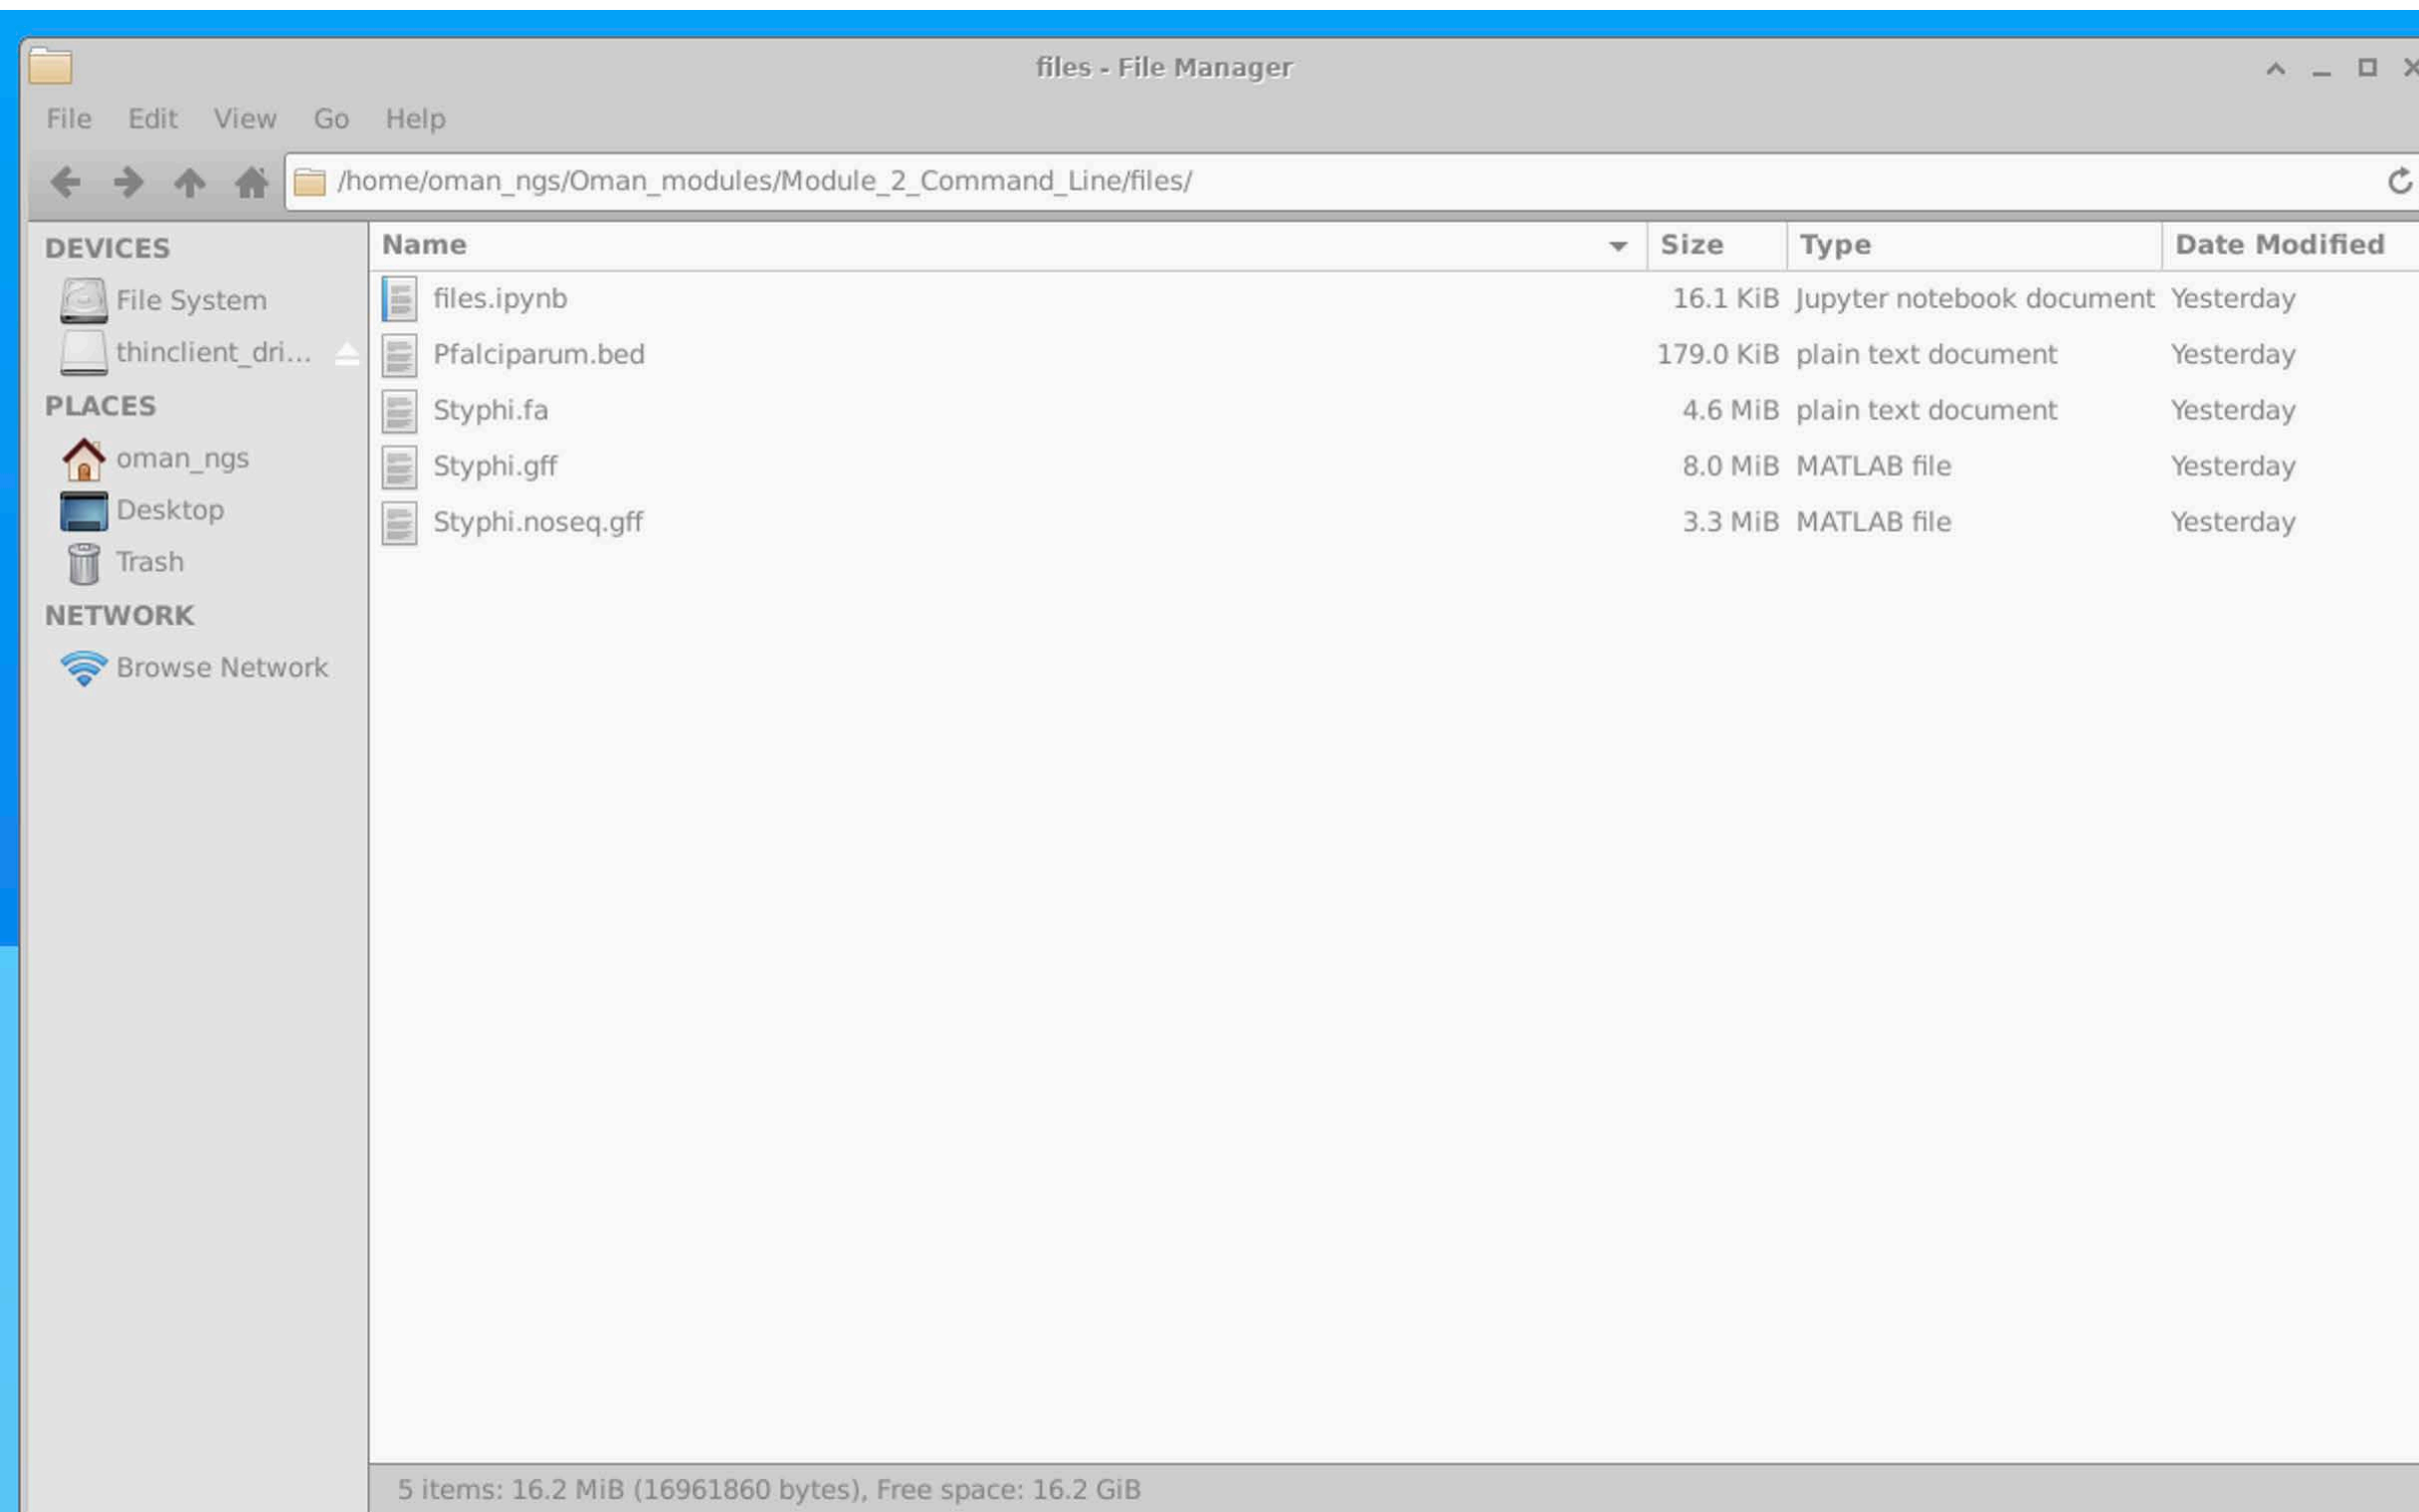 files - File Manager
File Edit View Go Help
/home/oman_ngs/Oman_modules/Module_2_Command_Line/files/
DEVICES
File System
thinclient_dri...
PLACES
oman_ngs
Desktop
Trash
NETWORK
Browse Network
Name Size Type Date Modified
files.ipynb 16.1 KiB Jupyter notebook document Yesterday
Pfalciparum.bed 179.0 KiB plain text document Yesterday
Styphi.fa 4.6 MiB plain text document Yesterday
Styphi.gff 8.0 MiB MATLAB file Yesterday
Styphi.noseq.gff 3.3 MiB MATLAB file Yesterday
5 items: 16.2 MiB (16961860 bytes), Free space: 16.2 GiB